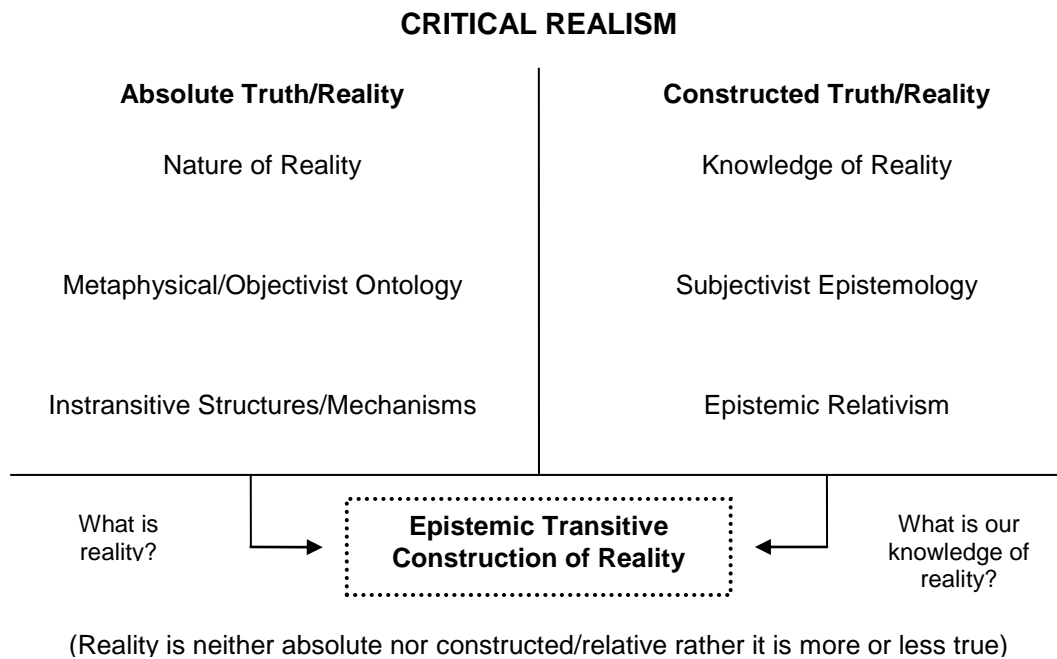 CRITICAL REALISM
Absolute Truth/Reality
Constructed Truth/Reality
Nature of Reality
Knowledge of Reality
Metaphysical/Objectivist Ontology
Subjectivist Epistemology
Instransitive Structures/Mechanisms
Epistemic Relativism
What is
reality?
Epistemic Transitive
Construction of Reality
What is our
knowledge of
reality?
(Reality is neither absolute nor constructed/relative rather it is more or less true)